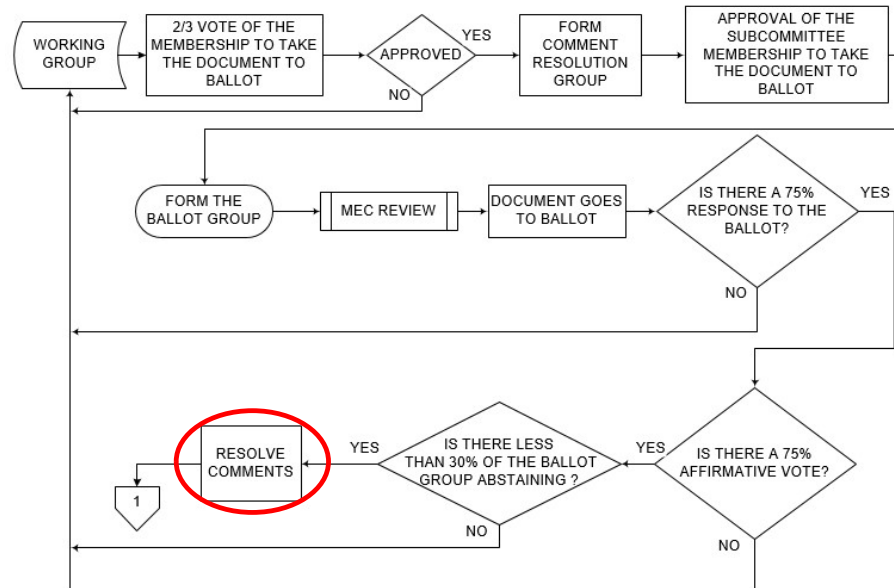 WORKING
GROUP
2/3 VOTE OF THE
MEMBERSHIP TO TAKE
THE DOCUMENT TO
BALLOT
APPROVED
YES
NO
FORM
COMMENT
RESOLUTION
GROUP
APPROVAL OF THE
SUBCOMMITTEE
MEMBERSHIP TO TAKE
THE DOCUMENT TO
BALLOT
FORM THE
BALLOT GROUP
MEC REVIEW
DOCUMENT GOES
TO BALLOT
IS THERE A 75%
RESPONSE TO THE
BALLOT?
YES
NO
IS THERE A 75%
AFFIRMATIVE VOTE?
YES
NO
IS THERE LESS
THAN 30% OF THE BALLOT
GROUP ABSTAINING ?
YES
NO
RESOLVE
COMMENTS
1